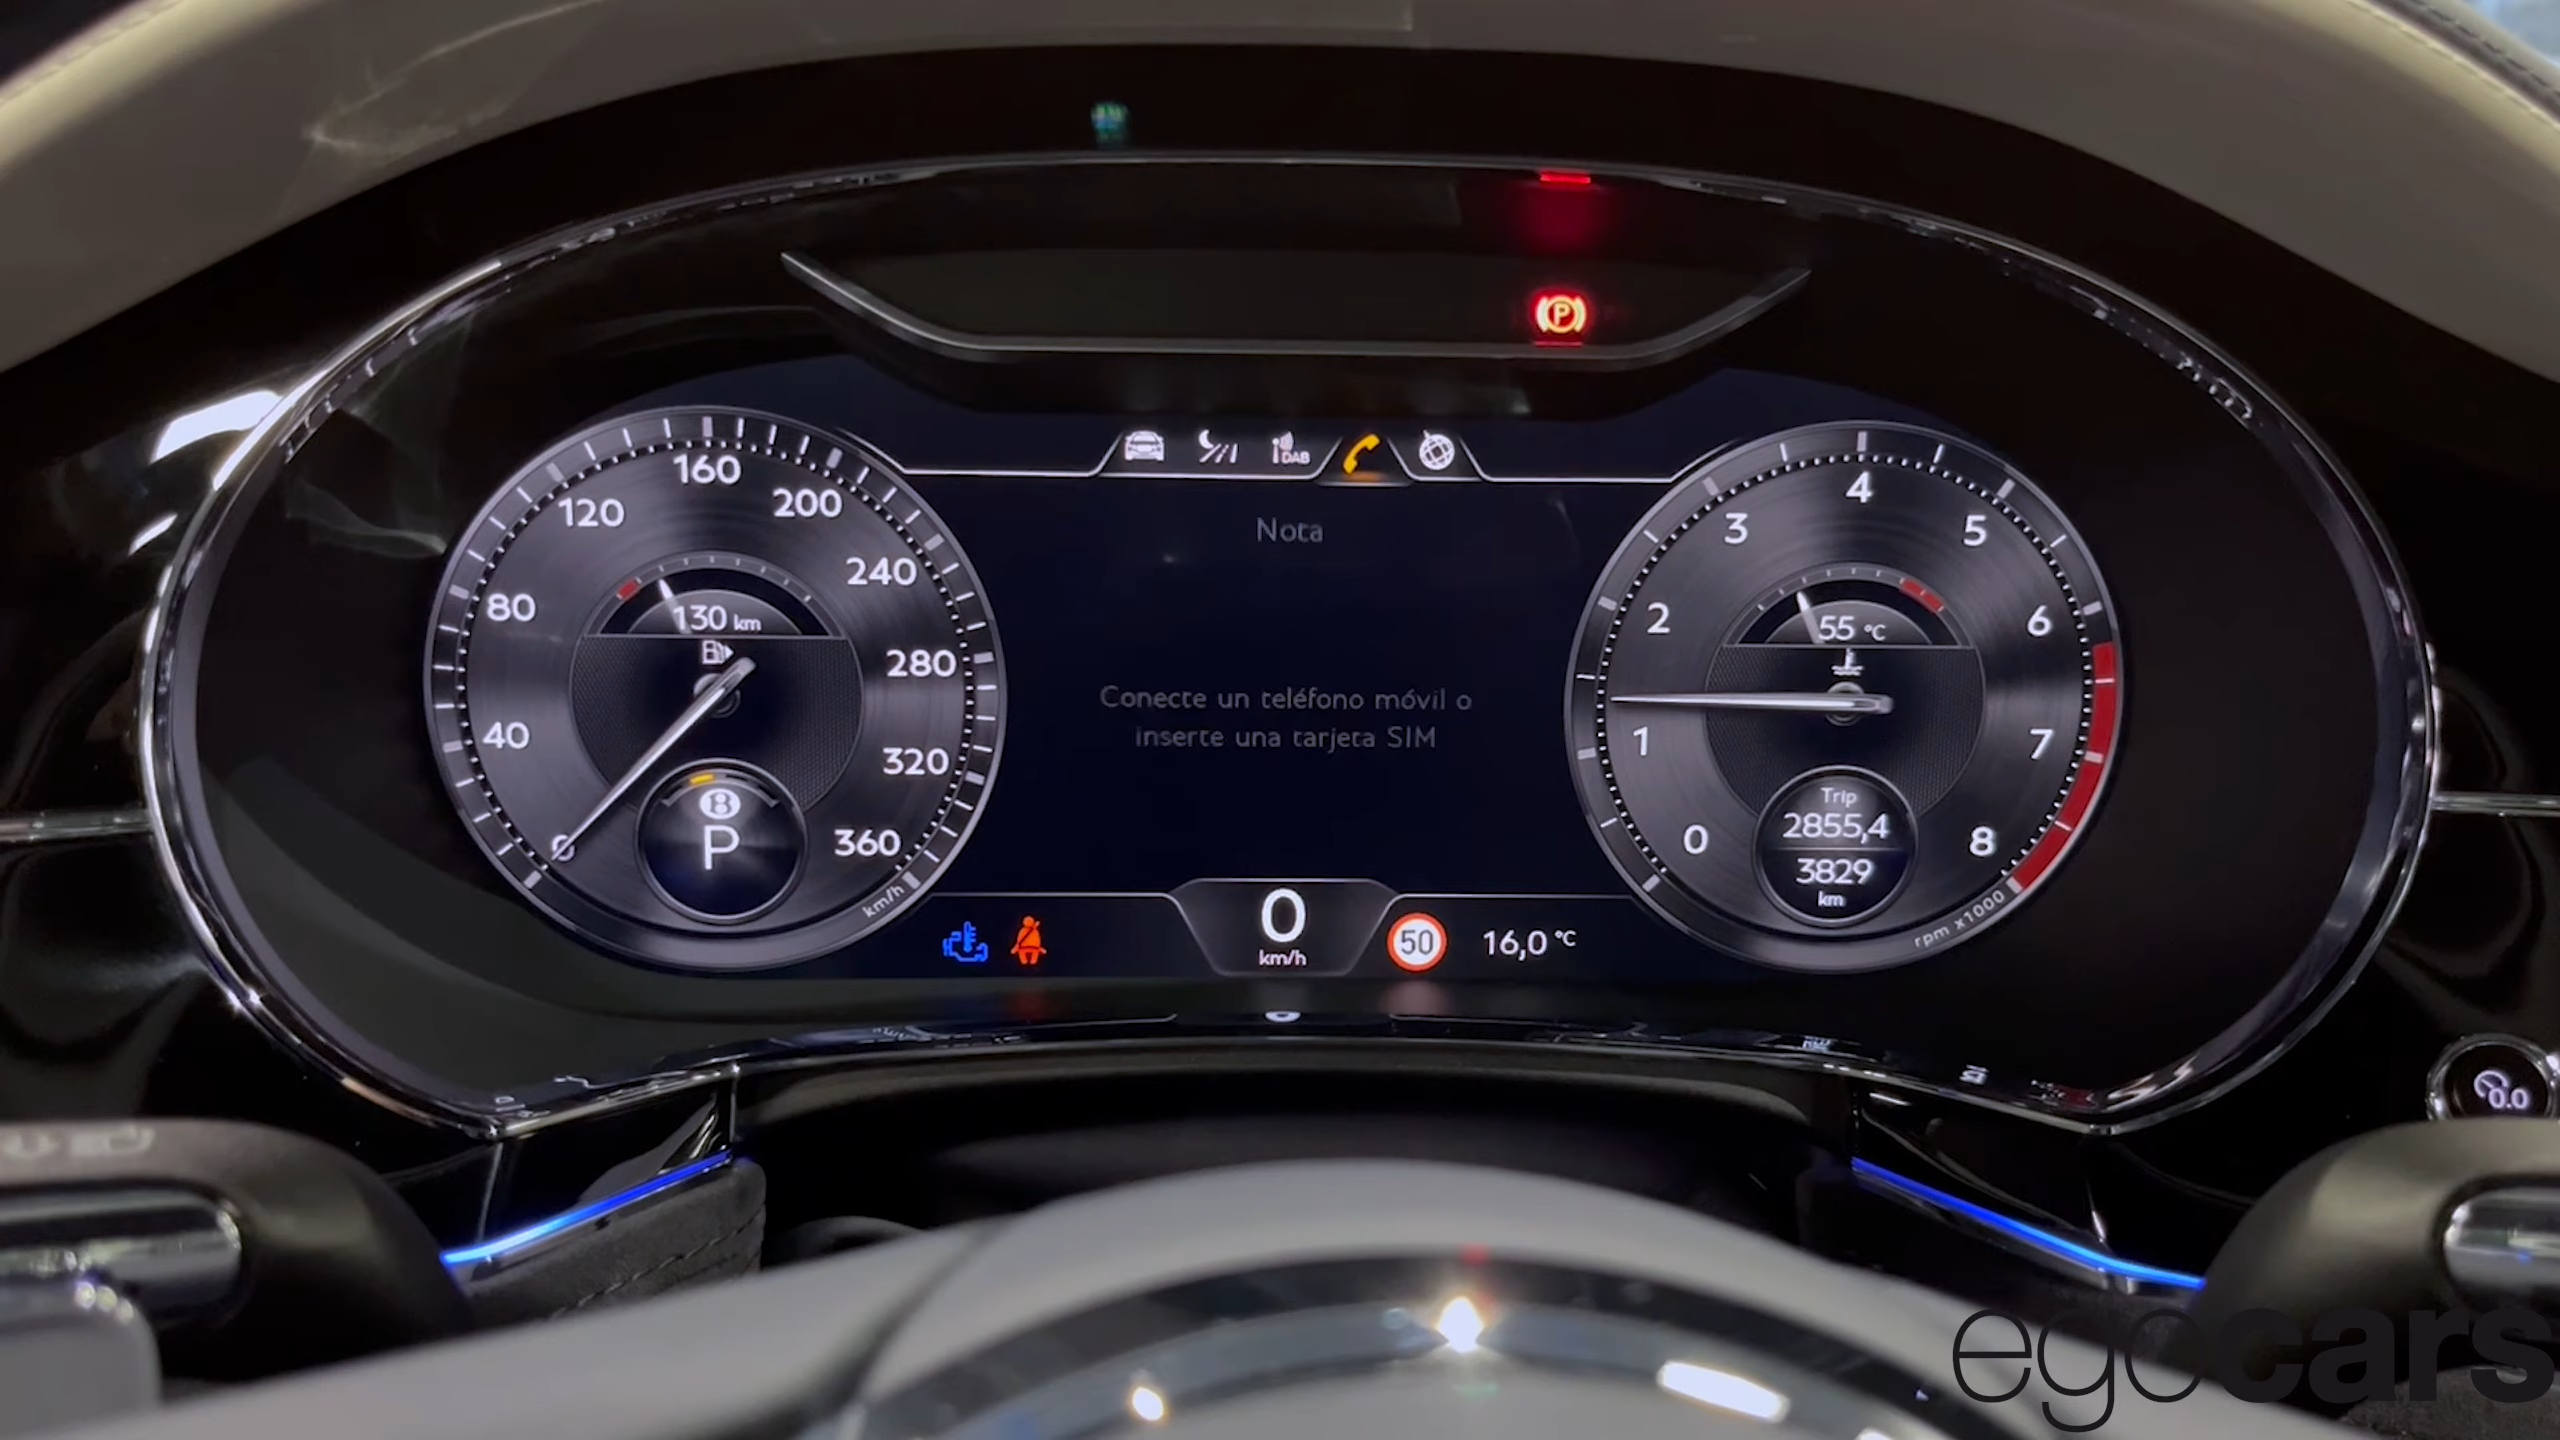 P
DAB
Nota
160
120
200
80
240
40
280
320
0
360
km/h
130 km
P
Conecte un teléfono móvil o
inserte una tarjeta SIM
4
3
5
2
6
1
7
0
8
rpm x1000
55 °C
Trip
2855,4
3829
km
0
km/h
50
16,0 °C
0.0
egocars